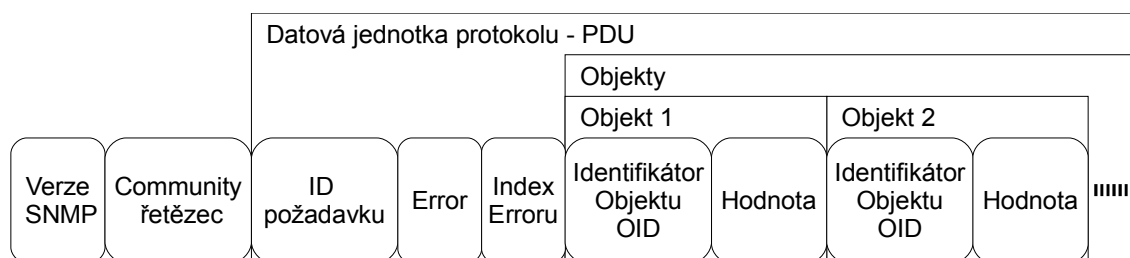 Datová jednotka protokolu - PDU
Objekty
Objekt 1
Objekt 2
Verze
SNMP
Community
řetězec
ID
požadavku
Error
Index
Erroru
Identifikátor
Objektu
OID
Hodnota
Identifikátor
Objektu
OID
Hodnota